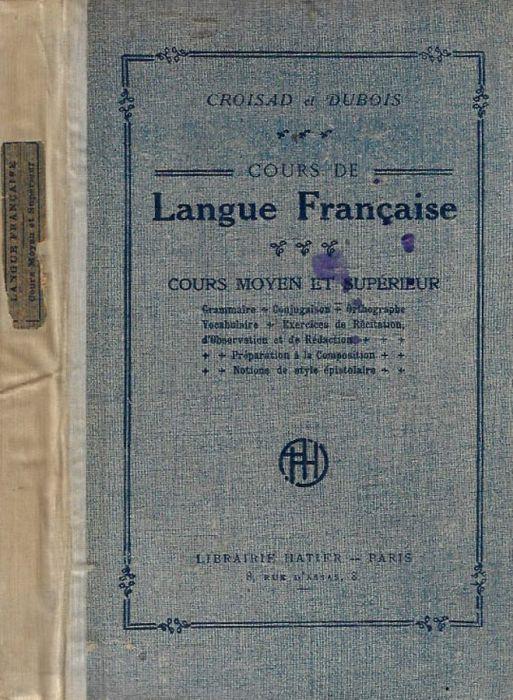 LANGUE FRANÇAISE
Cours Moyen et Supérieur
CROISAD et DUBOIS
COURS DE
Langue Française
COURS MOYEN ET SUPÉRIEUR
Grammaire + Conjugaison + Orthographe
Vocabulaire + Exercices de Récitation,
d'Observation et de Rédaction + + +
+ + Préparation à la Composition + +
+ + Notions de style épistolaire + +
APH
LIBRAIRIE HATIER — PARIS
8, RUE D'ASSAS, 8